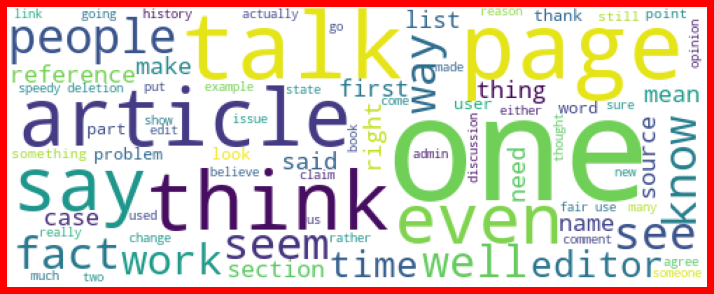 link going history actually reason still point
people talk page list thank
go opinion
reference make way made
speedy deletion put example state first thing mean
article come user either word sure
part show issue book right discussion
edit admin thought source know
something problem look said one need
say think believe claim new
us fair use many
case used even name see
really change seem rather comment
fact work time well editor agree
much two section someone